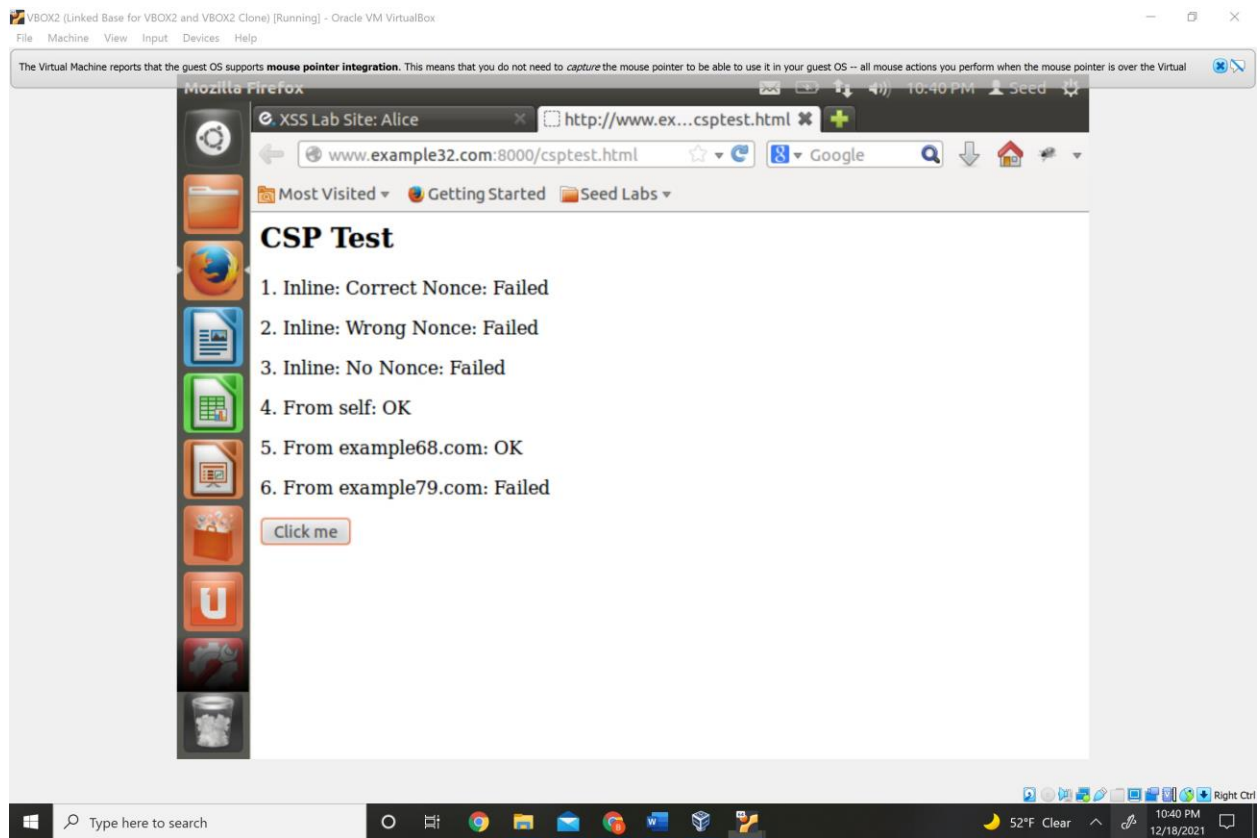 VBOX2 (Linked Base for VBOX2 and VBOX2 Clone) [Running] - Oracle VM VirtualBox
File Machine View Input Devices Help
The Virtual Machine reports that the guest OS supports mouse pointer integration. This means that you do not need to capture the mouse pointer to be able to use it in your guest OS -- all mouse actions you perform when the mouse pointer is over the Virtual
Mozilla Firefox 10:40 PM Seed
XSS Lab Site: Alice http://www.ex...csptest.html
www.example32.com:8000/csptest.html Google
Most Visited Getting Started Seed Labs
CSP Test
1. Inline: Correct Nonce: Failed
2. Inline: Wrong Nonce: Failed
3. Inline: No Nonce: Failed
4. From self: OK
5. From example68.com: OK
6. From example79.com: Failed
Click me
Right Ctrl
Type here to search 52°F Clear 10:40 PM
12/18/2021